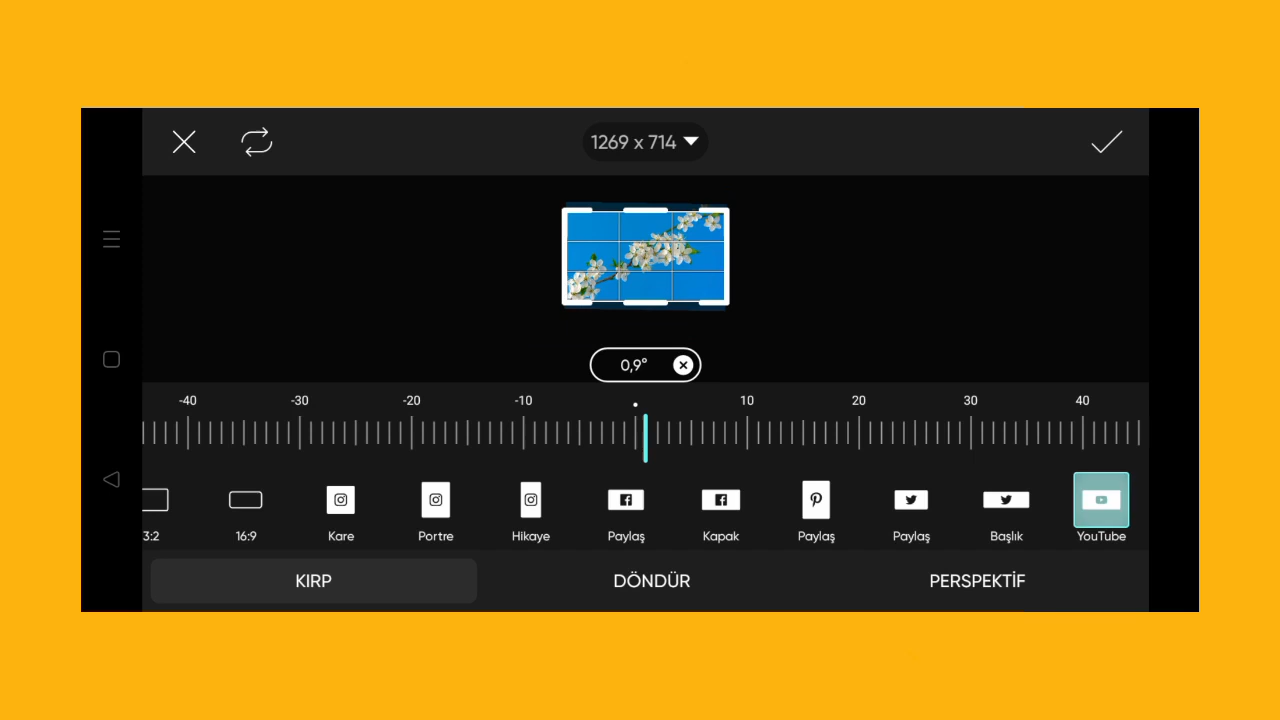 1269 x 714
0,9°
-40 -30 -20 -10 10 20 30 40
3:2 16:9 Kare Portre Hikaye Paylaş Kapak Paylaş Paylaş Başlık YouTube
KIRP DÖNDÜR PERSPEKTİF